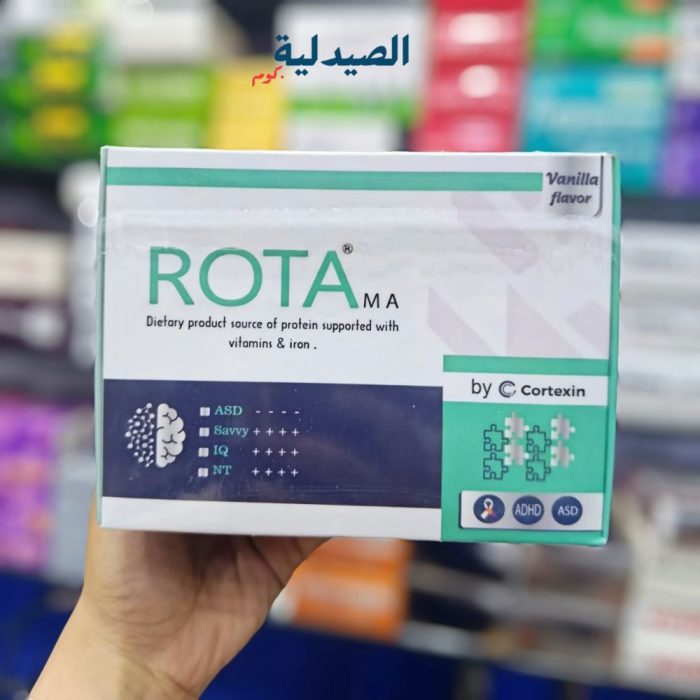 الصيدلية
بكوم
Vanilla
flavor
ROTA®MA
Dietary product source of protein supported with
vitamins & iron .
by Cortexin
ASD - - - -
Savvy + + + +
IQ + + + +
NT + + + +
ADHD
ASD